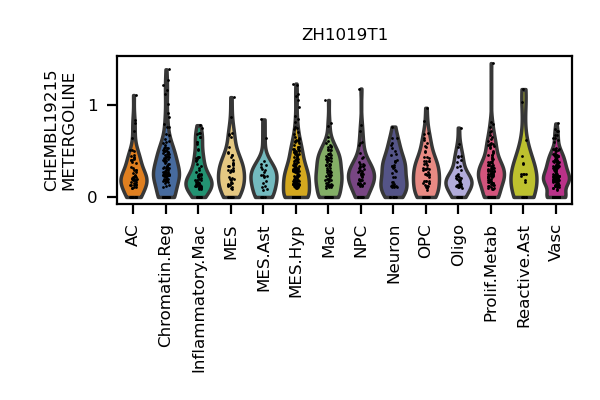 ZH1019T1
CHEMBL19215
METERGOLINE
1
0
AC
Chromatin.Reg
Inflammatory.Mac
MES
MES.Ast
MES.Hyp
Mac
NPC
Neuron
OPC
Oligo
Prolif.Metab
Reactive.Ast
Vasc